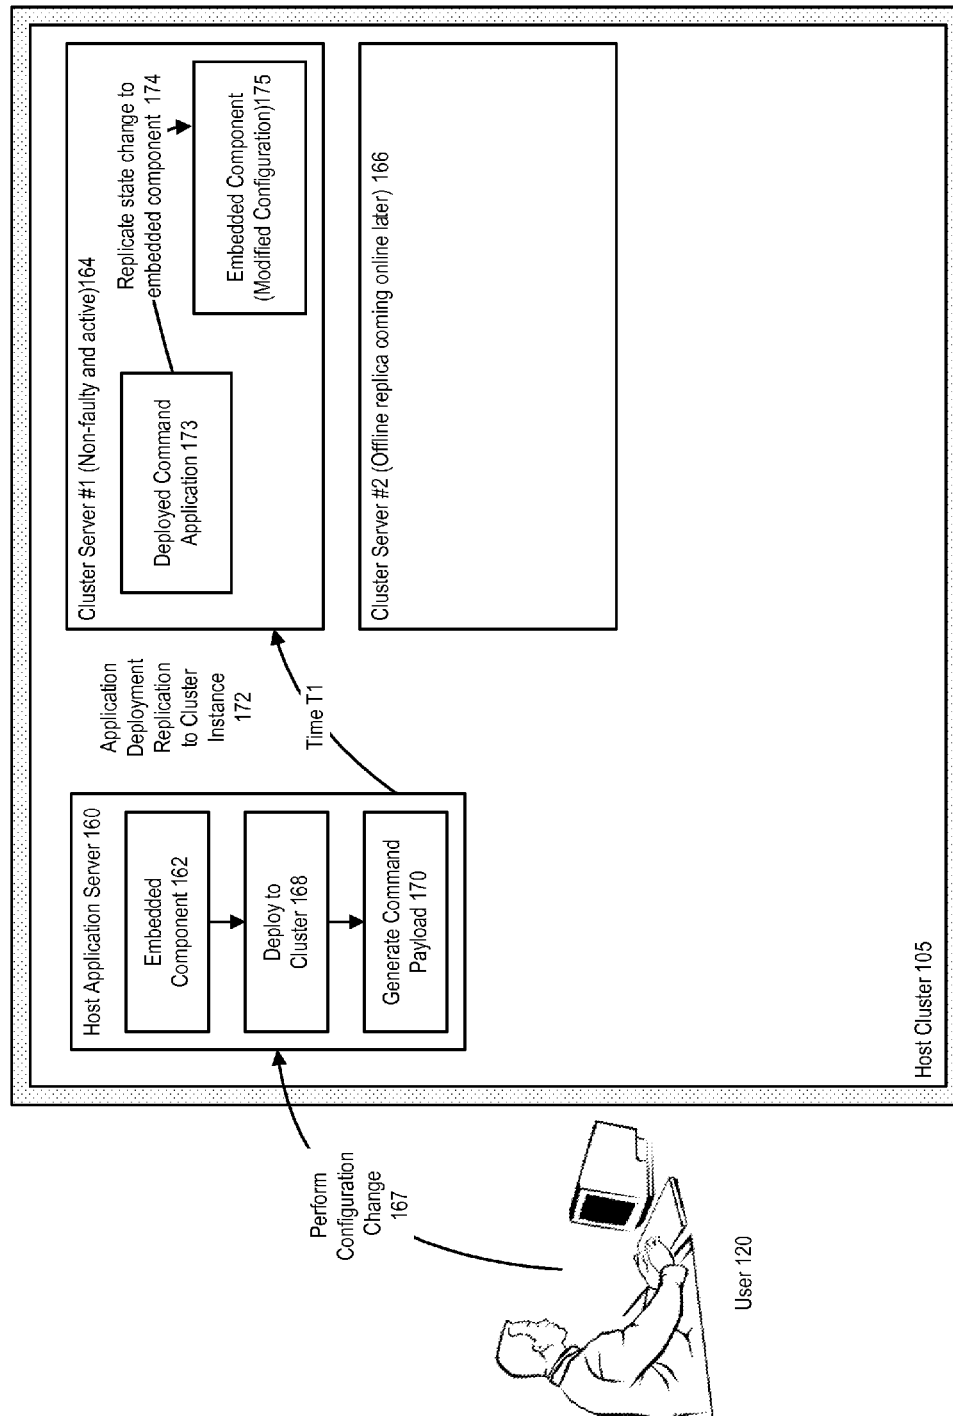 Perform
Configuration
Change
167
User 120
Host Application Server 160
Embedded
Component 162
Deploy to
Cluster 168
Generate Command
Payload 170
Application
Deployment
Replication
to Cluster
Instance
172
Time T1
Cluster Server #1 (Non-faulty and active)164
Deployed Command
Application 173
Replicate state change to
embedded component 174
Embedded Component
(Modified Configuration)175
Cluster Server #2 (Offline replica coming online later) 166
Host Cluster 105